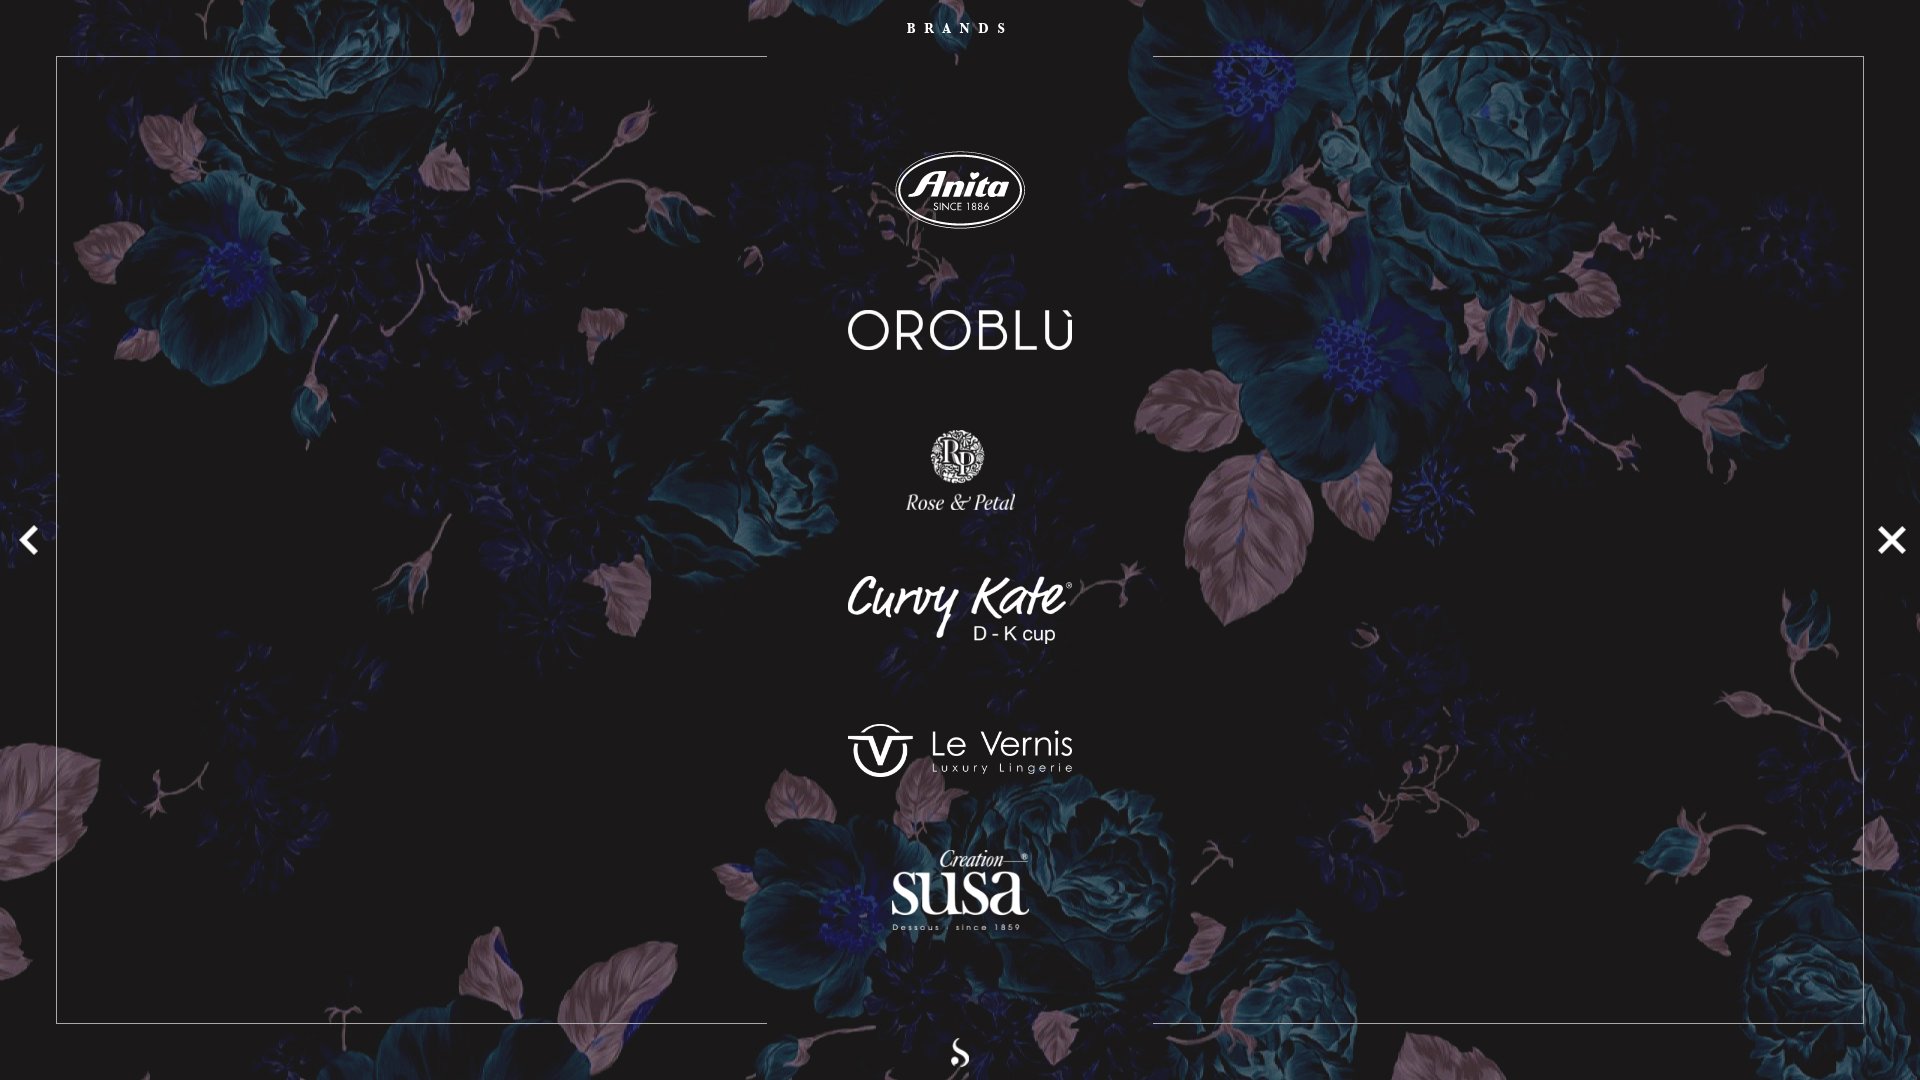 BRANDS
Anita
SINCE 1886
OROBLÙ
RP
Rose & Petal
Curvy Kate®
D - K cup
Le Vernis
Luxury Lingerie
Creation ®
susa
Dessous · since 1859